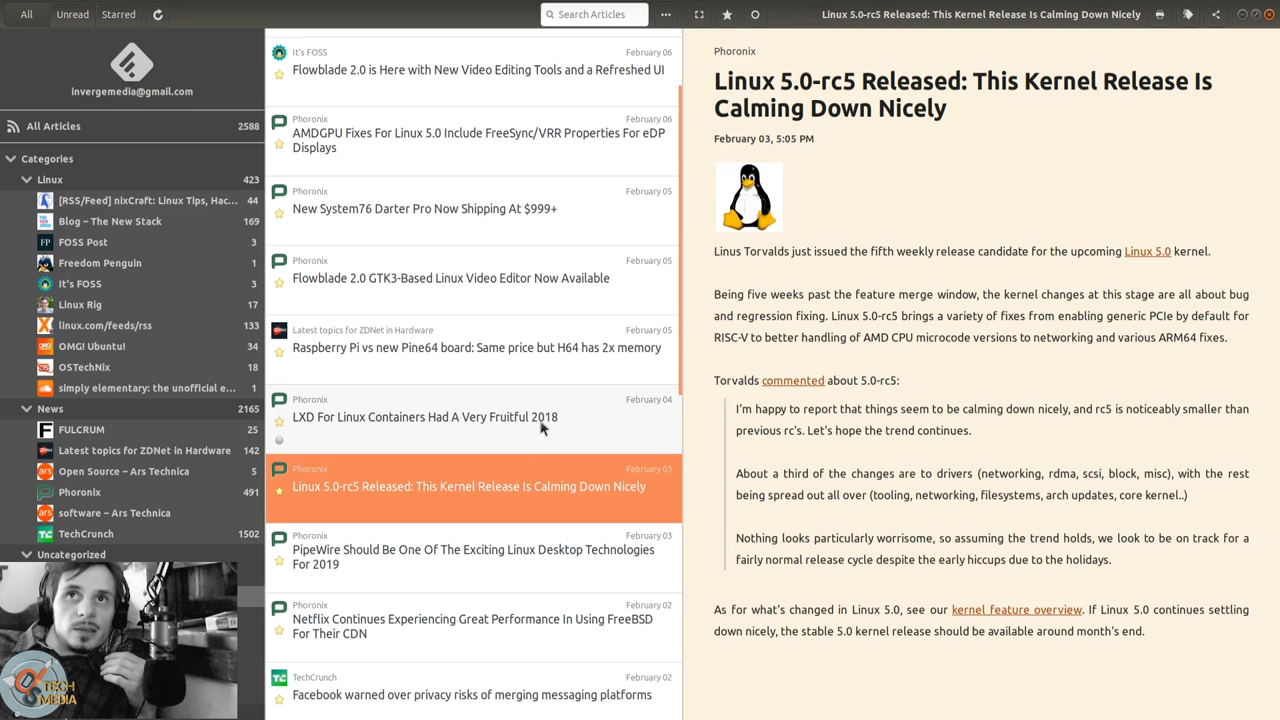 All
Unread
Starred
Search Articles
Linux 5.0-rc5 Released: This Kernel Release Is Calming Down Nicely
invergemedia@gmail.com
All Articles 2588
Categories
Linux 423
[RSS/Feed] nixCraft: Linux Tips, Hac... 44
Blog – The New Stack 169
FOSS Post 3
Freedom Penguin 1
It's FOSS 2
Linux Rig 17
linux.com/feeds/rss 133
OMG! Ubuntu! 34
OSTechNix 18
simply elementary: the unofficial e... 1
News 2165
FULCRUM 25
Latest topics for ZDNet in Hardware 142
Open Source – Ars Technica 5
Phoronix 491
software – Ars Technica 2
TechCrunch 1502
Uncategorized
TECH
MEDIA
It's FOSS February 06
Flowblade 2.0 is Here with New Video Editing Tools and a Refreshed UI
Phoronix February 06
AMDGPU Fixes For Linux 5.0 Include FreeSync/VRR Properties For eDP
Displays
Phoronix February 05
New System76 Darter Pro Now Shipping At $999+
Phoronix February 05
Flowblade 2.0 GTK3-Based Linux Video Editor Now Available
Latest topics for ZDNet in Hardware February 05
Raspberry Pi vs new Pine64 board: Same price but H64 has 2x memory
Phoronix February 04
LXD For Linux Containers Had A Very Fruitful 2018
Phoronix February 03
Linux 5.0-rc5 Released: This Kernel Release Is Calming Down Nicely
Phoronix February 03
PipeWire Should Be One Of The Exciting Linux Desktop Technologies
For 2019
Phoronix February 02
Netflix Continues Experiencing Great Performance In Using FreeBSD
For Their CDN
TechCrunch February 02
Facebook warned over privacy risks of merging messaging platforms
Phoronix
Linux 5.0-rc5 Released: This Kernel Release Is
Calming Down Nicely
February 03, 5:05 PM
Linus Torvalds just issued the fifth weekly release candidate for the upcoming Linux 5.0 kernel.
Being five weeks past the feature merge window, the kernel changes at this stage are all about bug
and regression fixing. Linux 5.0-rc5 brings a variety of fixes from enabling generic PCIe by default for
RISC-V to better handling of AMD CPU microcode versions to networking and various ARM64 fixes.
Torvalds commented about 5.0-rc5:
I'm happy to report that things seem to be calming down nicely, and rc5 is noticeably smaller than
previous rc's. Let's hope the trend continues.
About a third of the changes are to drivers (networking, rdma, scsi, block, misc), with the rest
being spread out all over (tooling, networking, filesystems, arch updates, core kernel..)
Nothing looks particularly worrisome, so assuming the trend holds, we look to be on track for a
fairly normal release cycle despite the early hiccups due to the holidays.
As for what's changed in Linux 5.0, see our kernel feature overview. If Linux 5.0 continues settling
down nicely, the stable 5.0 kernel release should be available around month's end.